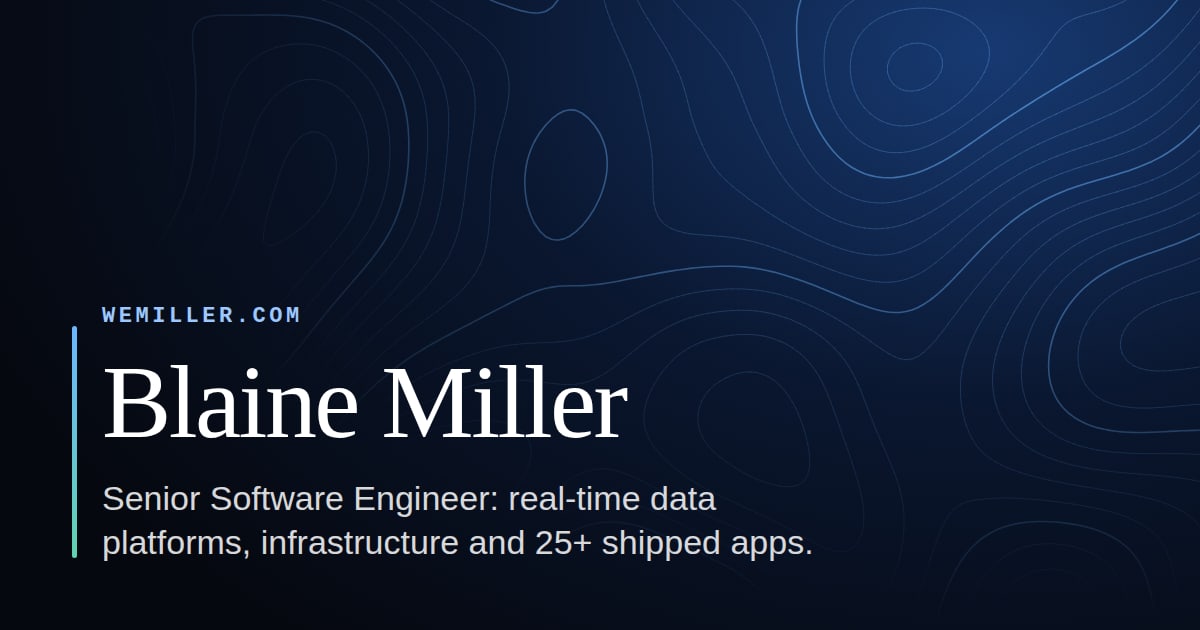 WEMILLER.COM
Blaine Miller
Senior Software Engineer: real-time data
platforms, infrastructure and 25+ shipped apps.